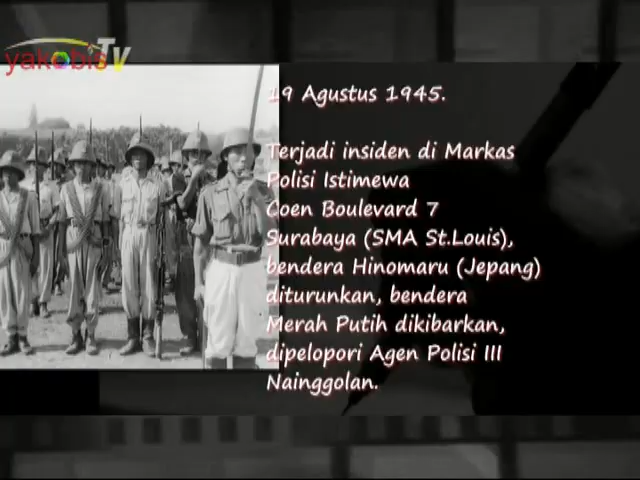 yakobisTV
19 Agustus 1945.
Terjadi insiden di Markas
Polisi Istimewa
Coen Boulevard 7
Surabaya (SMA St.Louis),
bendera Hinomaru (Jepang)
diturunkan, bendera
Merah Putih dikibarkan,
dipelopori Agen Polisi III
Nainggolan.